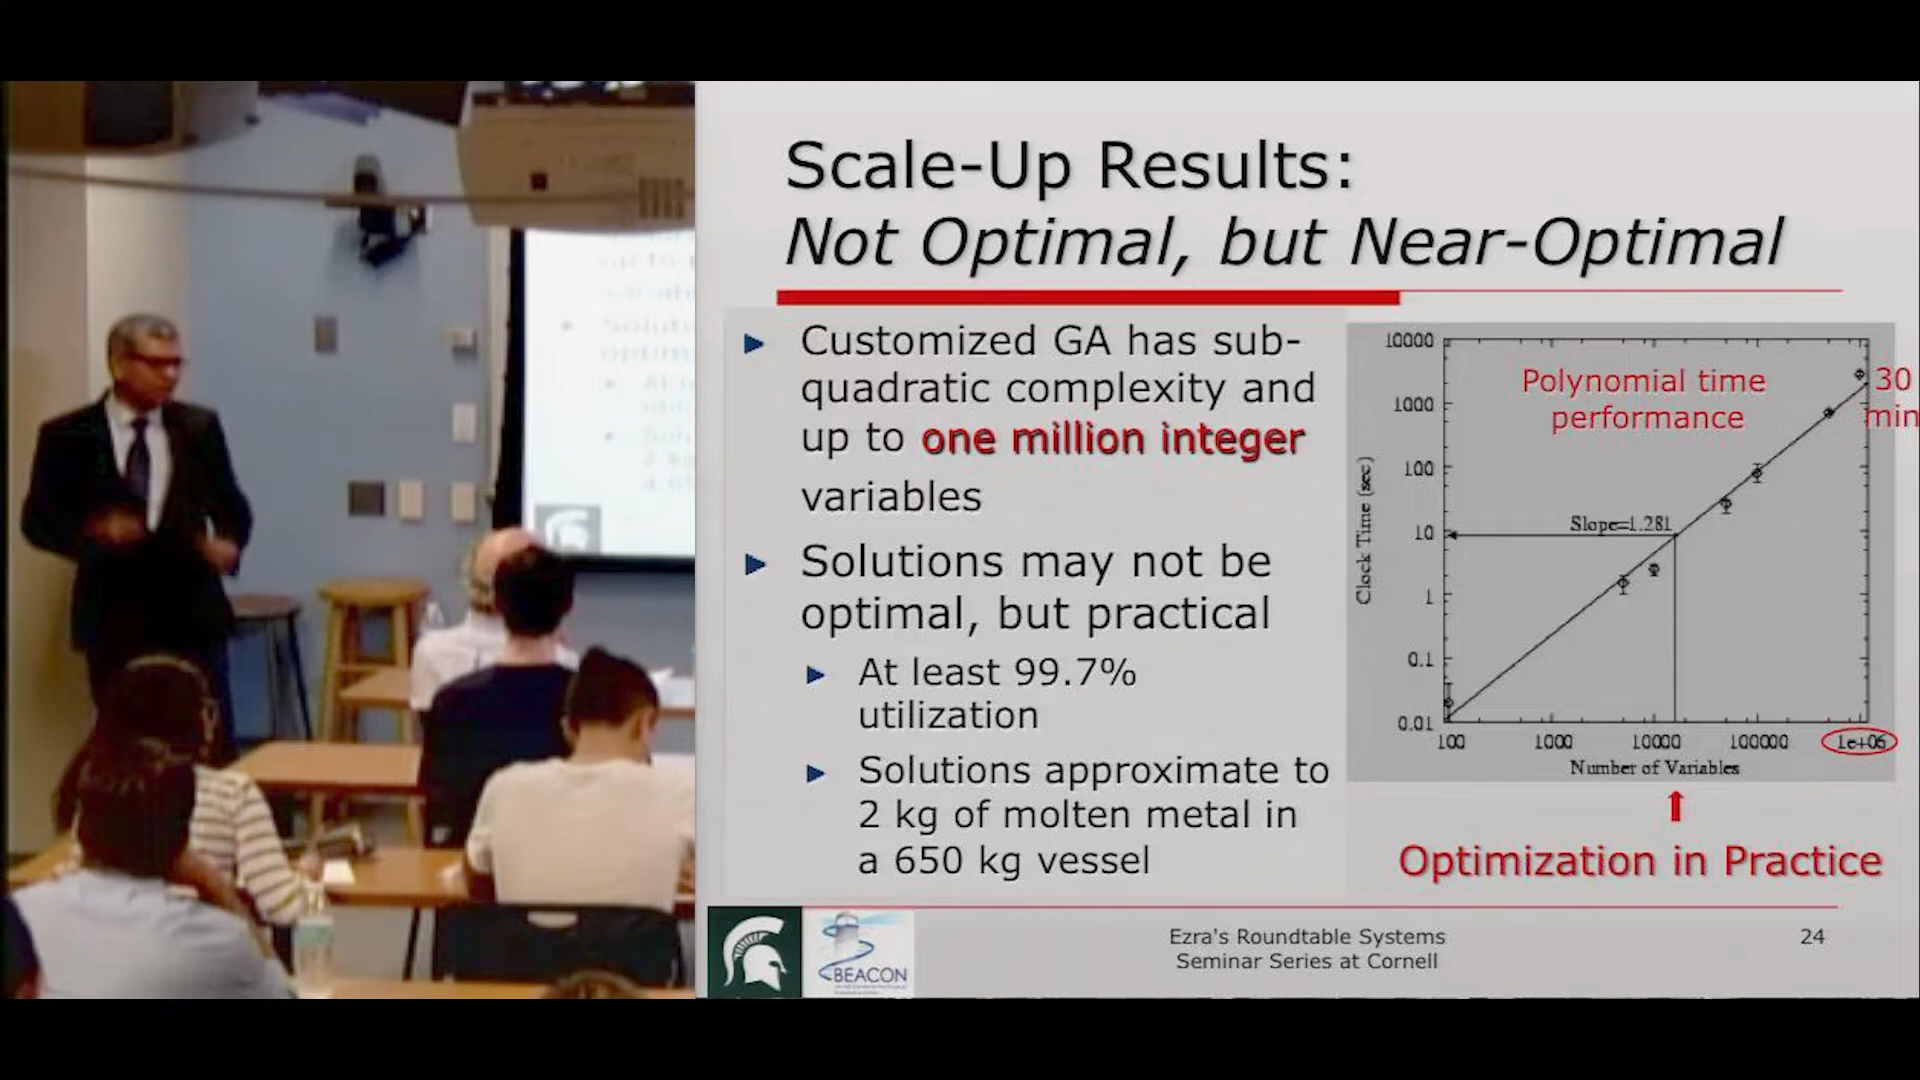 Scale-Up Results:
Not Optimal, but Near-Optimal
Customized GA has sub-
quadratic complexity and
up to one million integer
variables
Solutions may not be
optimal, but practical
At least 99.7%
utilization
Solutions approximate to
2 kg of molten metal in
a 650 kg vessel
Polynomial time
performance
30
min
10000
1000
100
10
1
0.1
0.01
Clock Time (sec)
Slope=1.281
100
1000
10000
100000
1e+06
Number of Variables
Optimization in Practice
BEACON
Ezra's Roundtable Systems
Seminar Series at Cornell
24